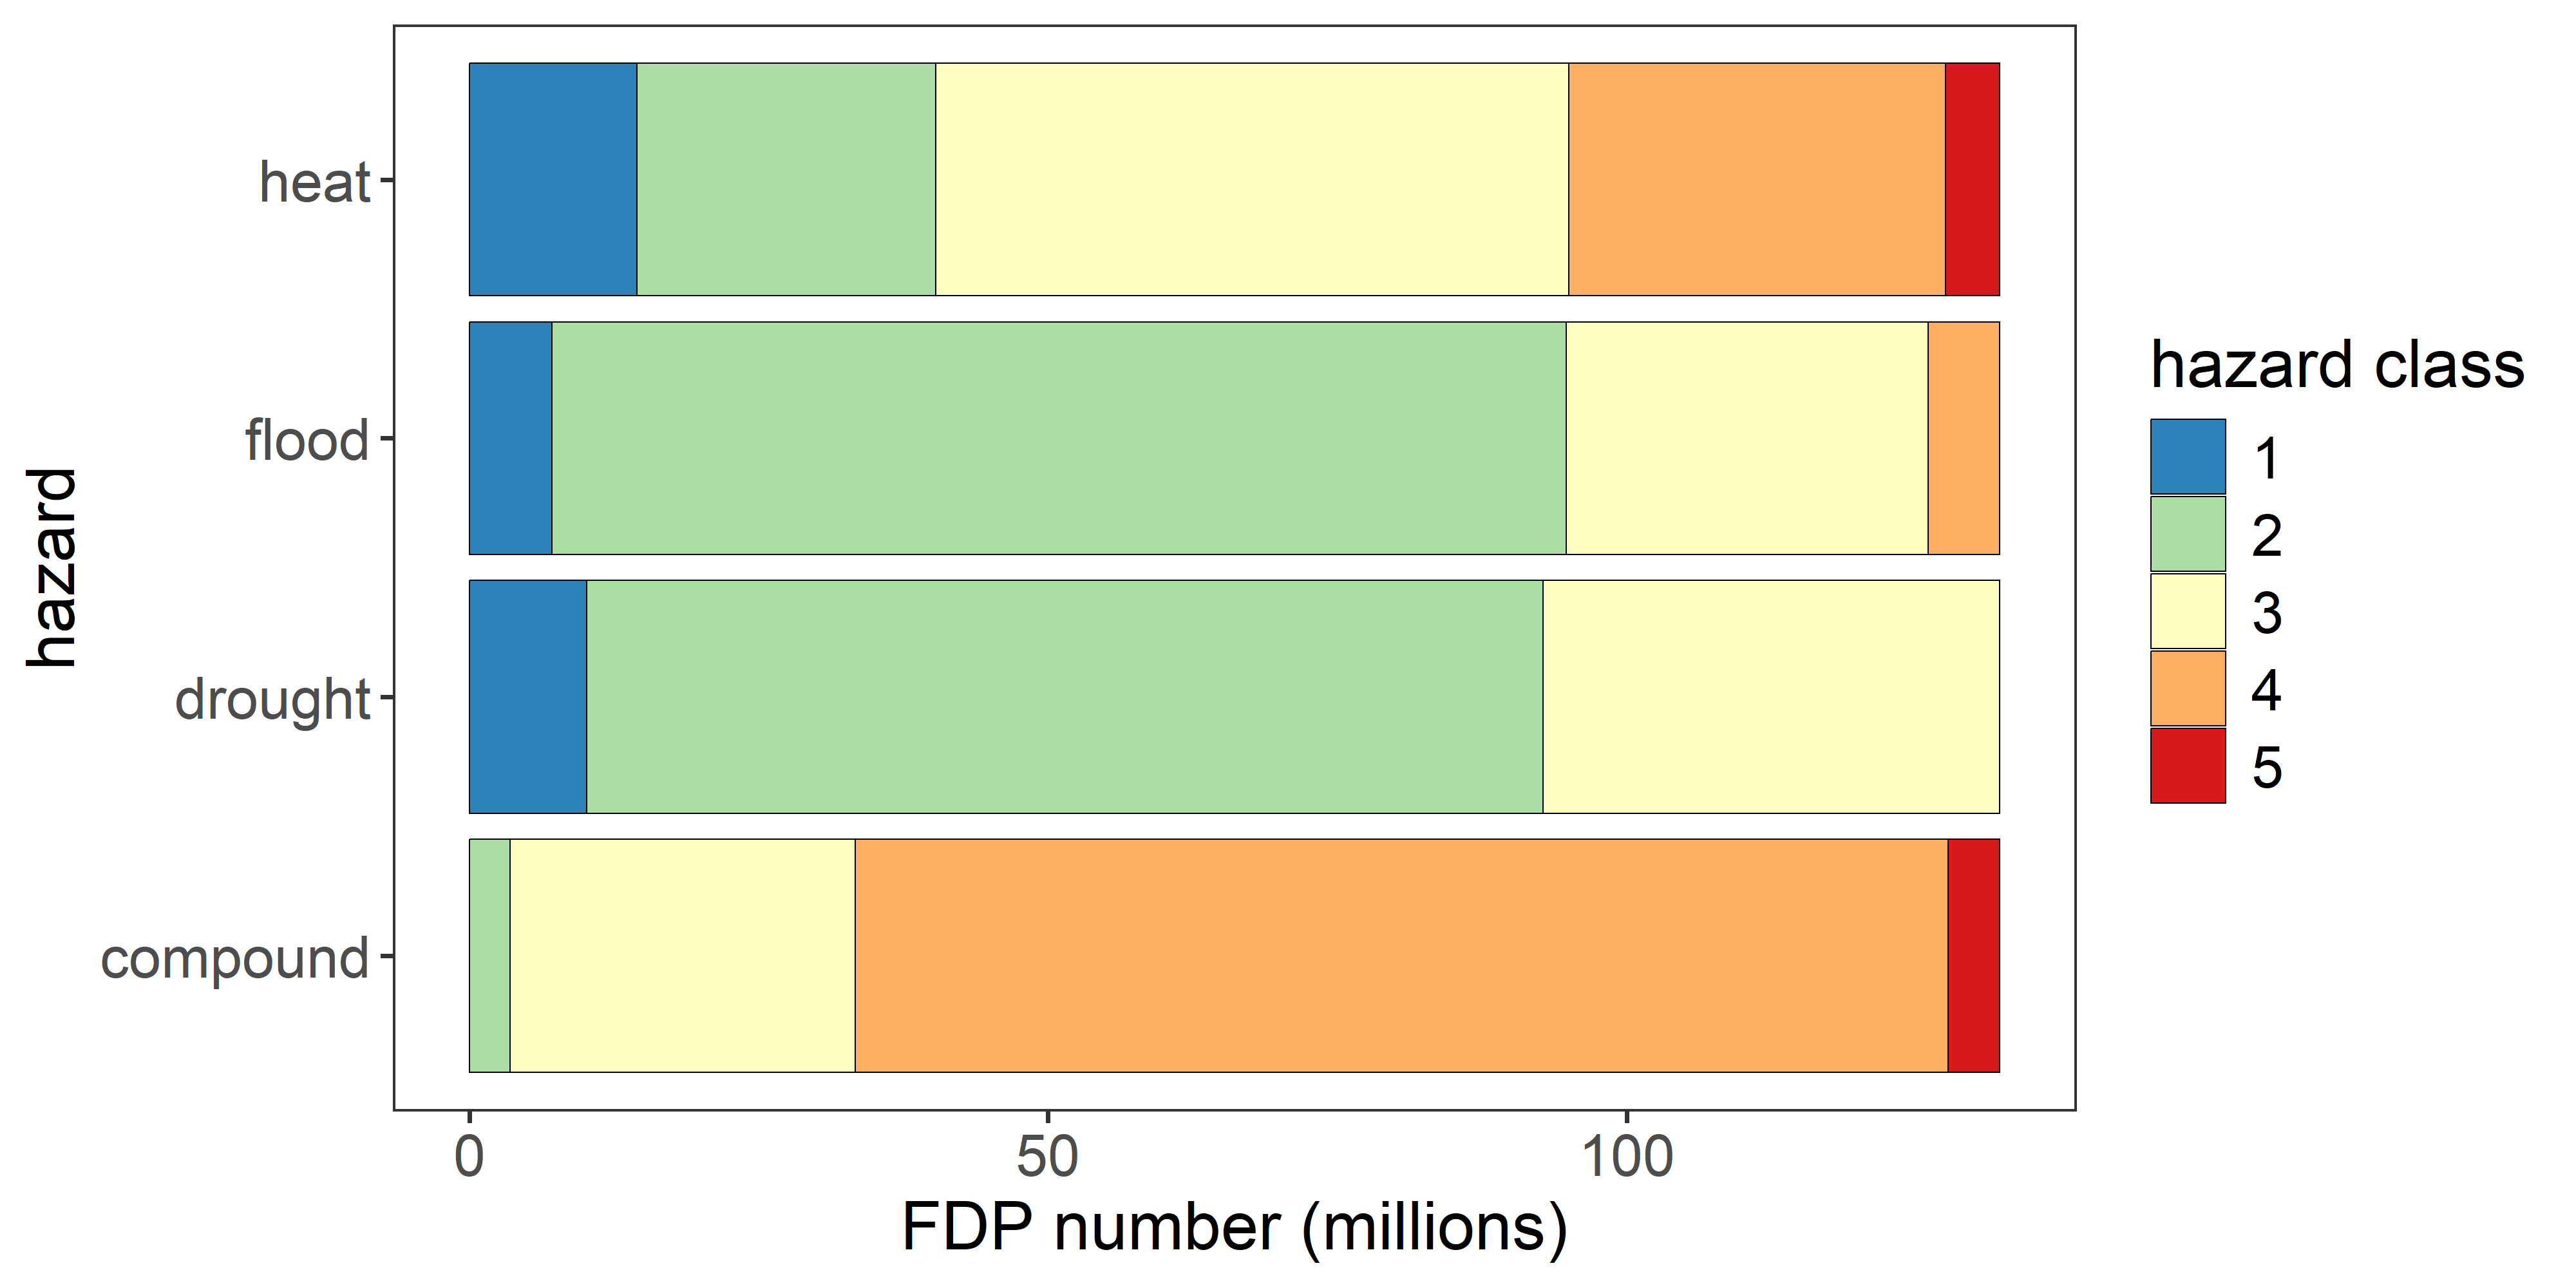 heat
flood
drought
compound
hazard
0 50 100
FDP number (millions)
hazard class
1
2
3
4
5